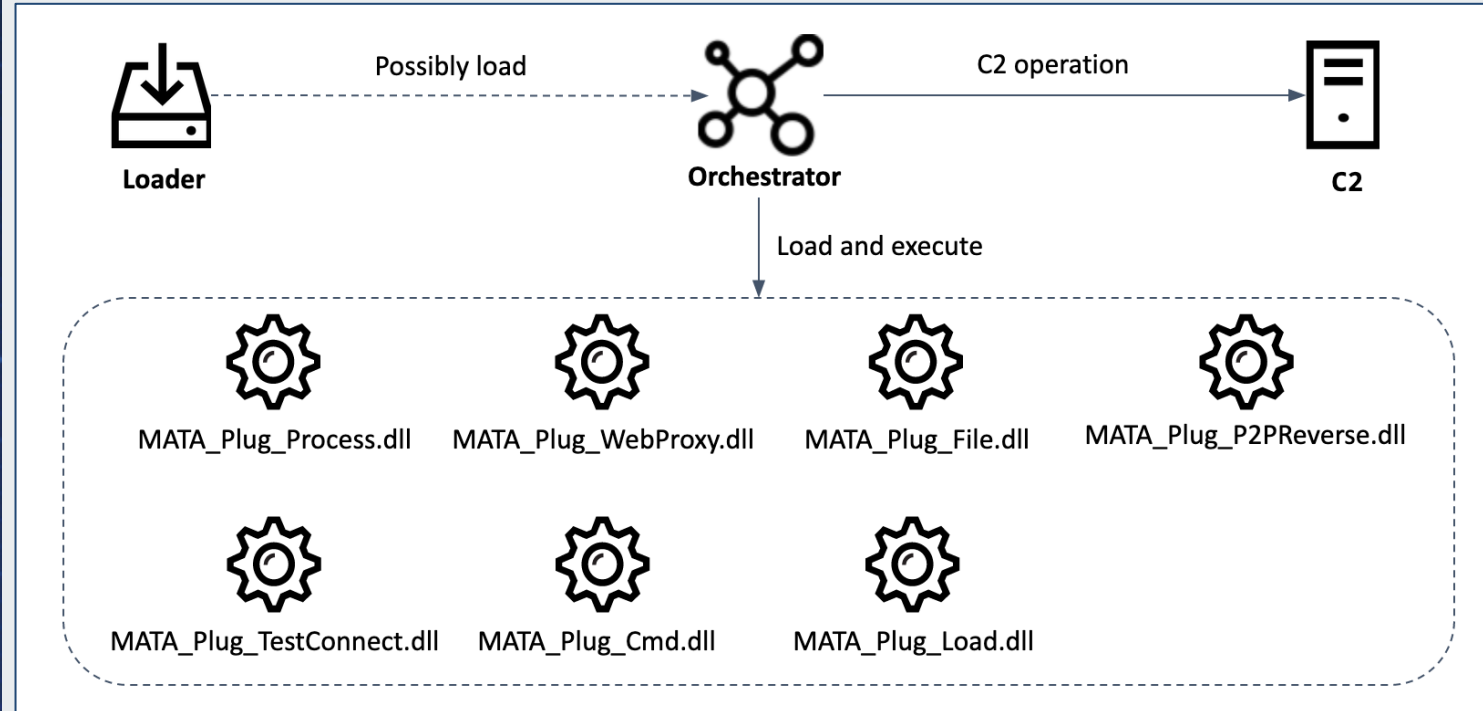 Possibly load
C2 operation
Loader
Orchestrator
C2
Load and execute
MATA_Plug_Process.dll
MATA_Plug_WebProxy.dll
MATA_Plug_File.dll
MATA_Plug_P2PReverse.dll
MATA_Plug_TestConnect.dll
MATA_Plug_Cmd.dll
MATA_Plug_Load.dll